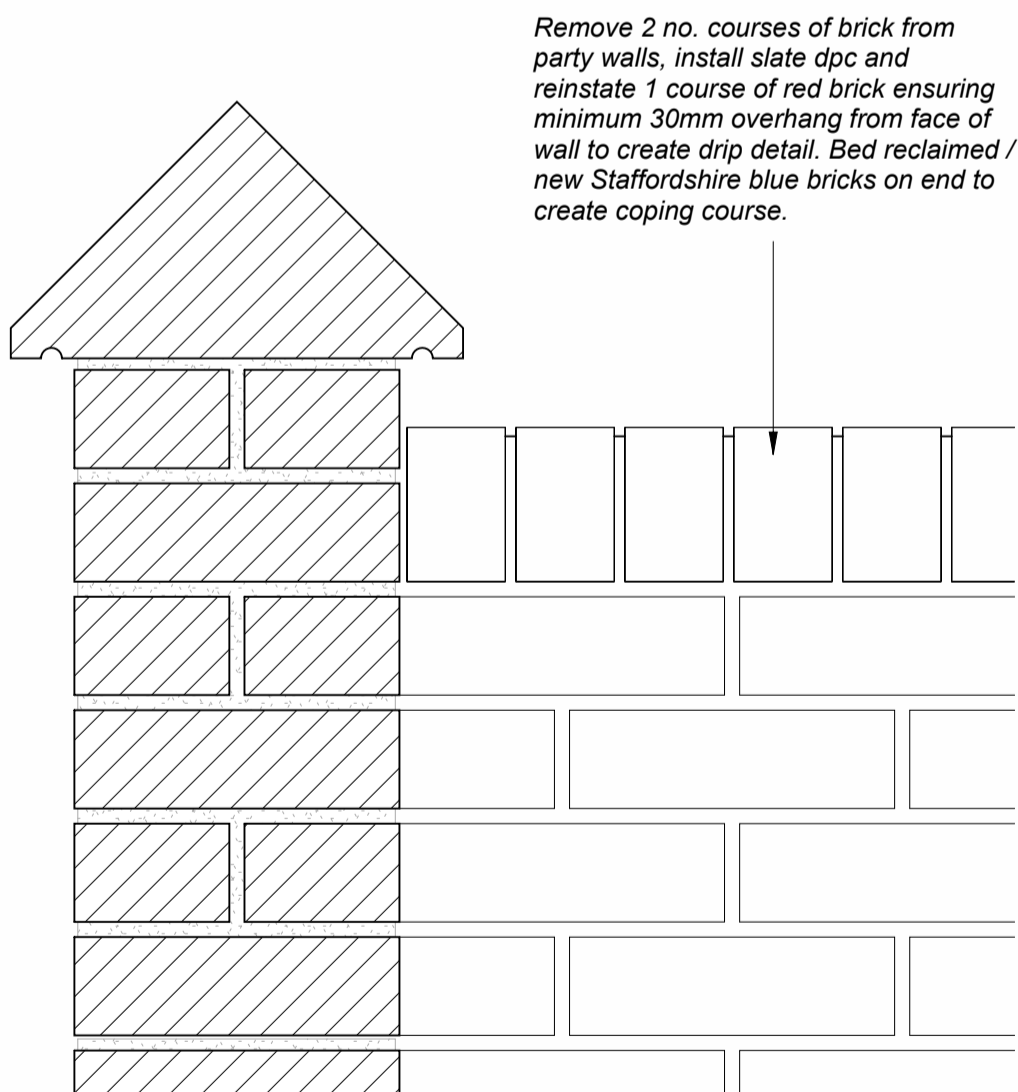 Remove 2 no. courses of brick from
party walls, install slate dpc and
reinstate 1 course of red brick ensuring
minimum 30mm overhang from face of
wall to create drip detail. Bed reclaimed /
new Staffordshire blue bricks on end to
create coping course.